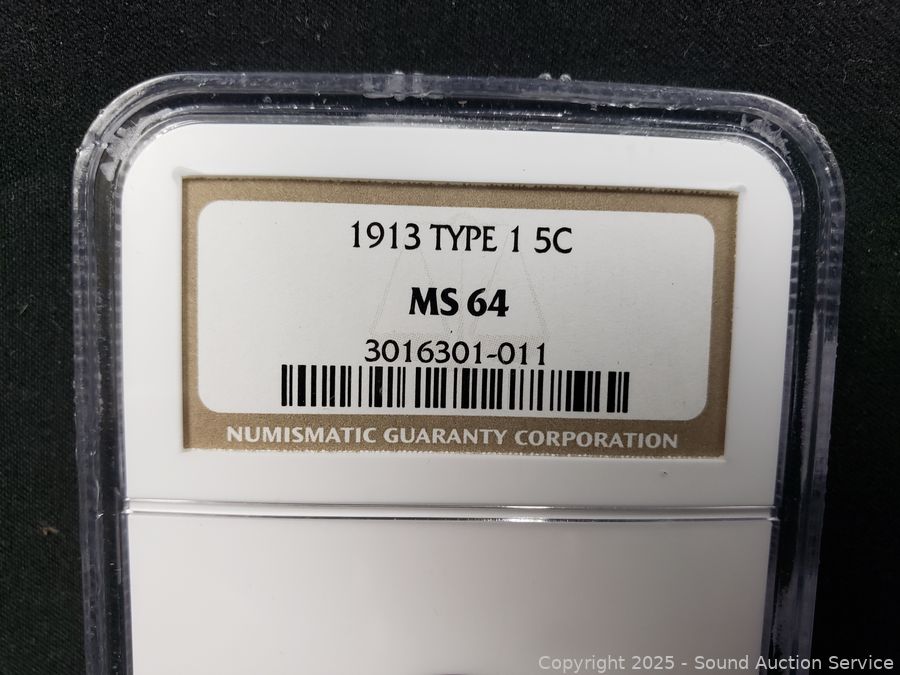 1913 TYPE 1 5C
MS 64
3016301-011
NUMISMATIC GUARANTY CORPORATION
Copyright 2025 - Sound Auction Service